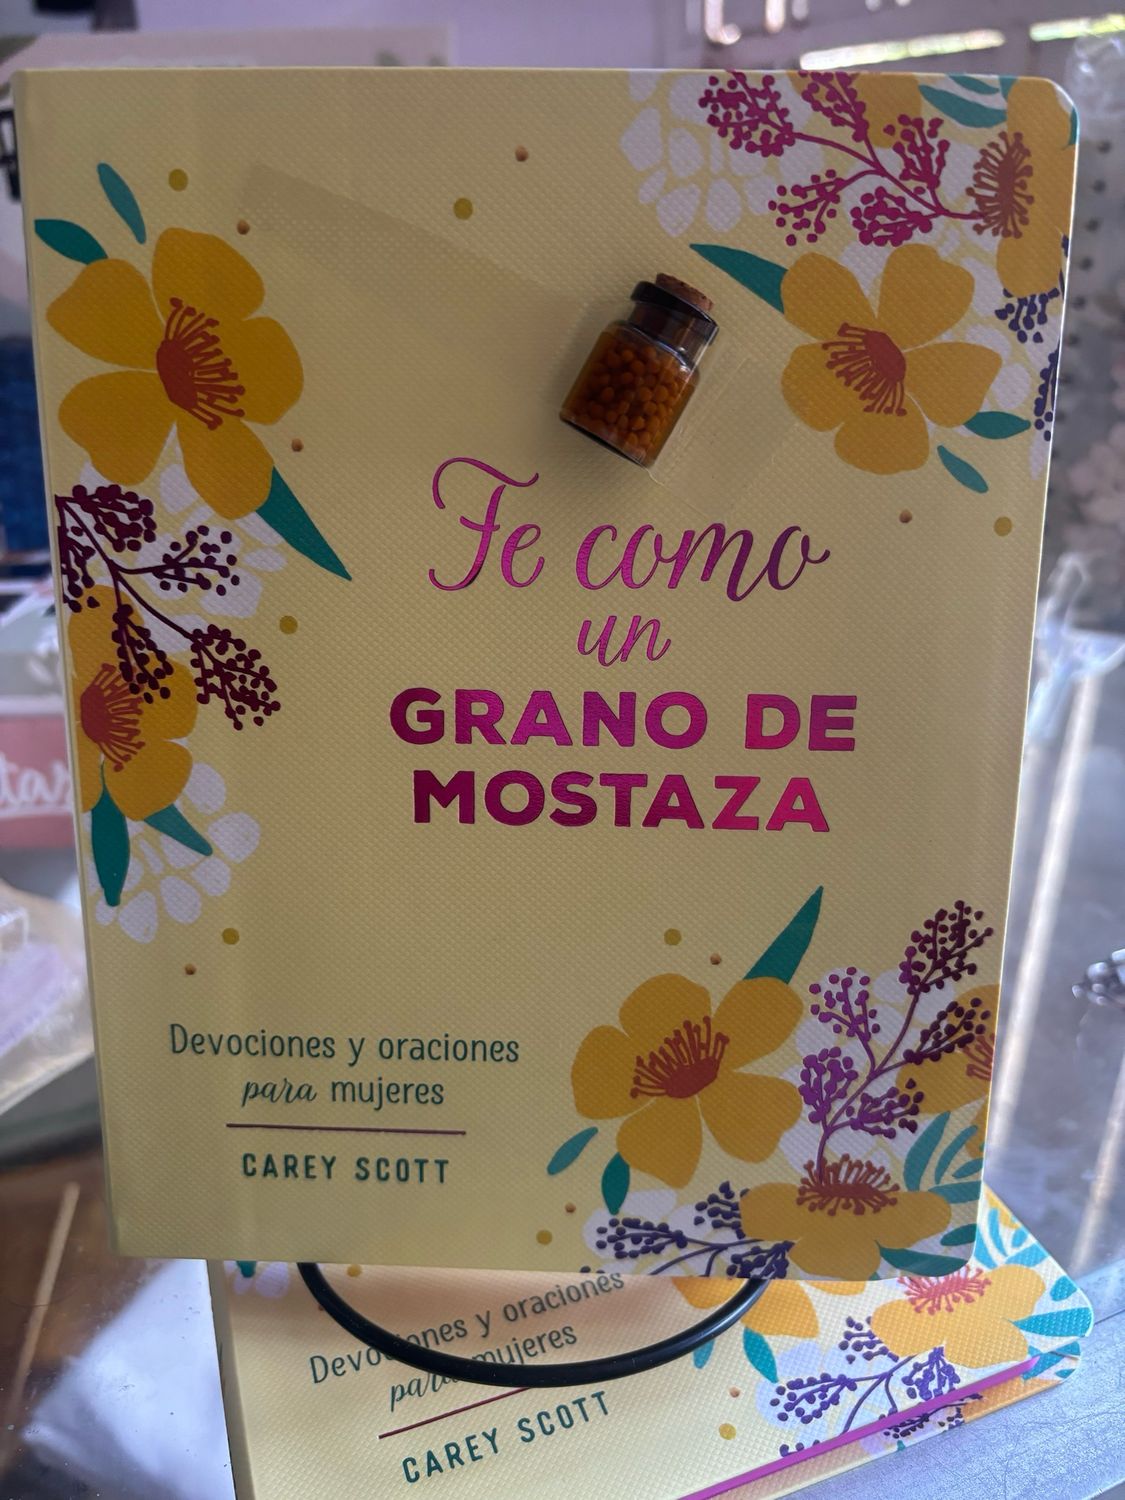 Fe como
un
GRANO DE
MOSTAZA
Devociones y oraciones
para mujeres
CAREY SCOTT
Devociones y oraciones
para mujeres
CAREY SCOTT